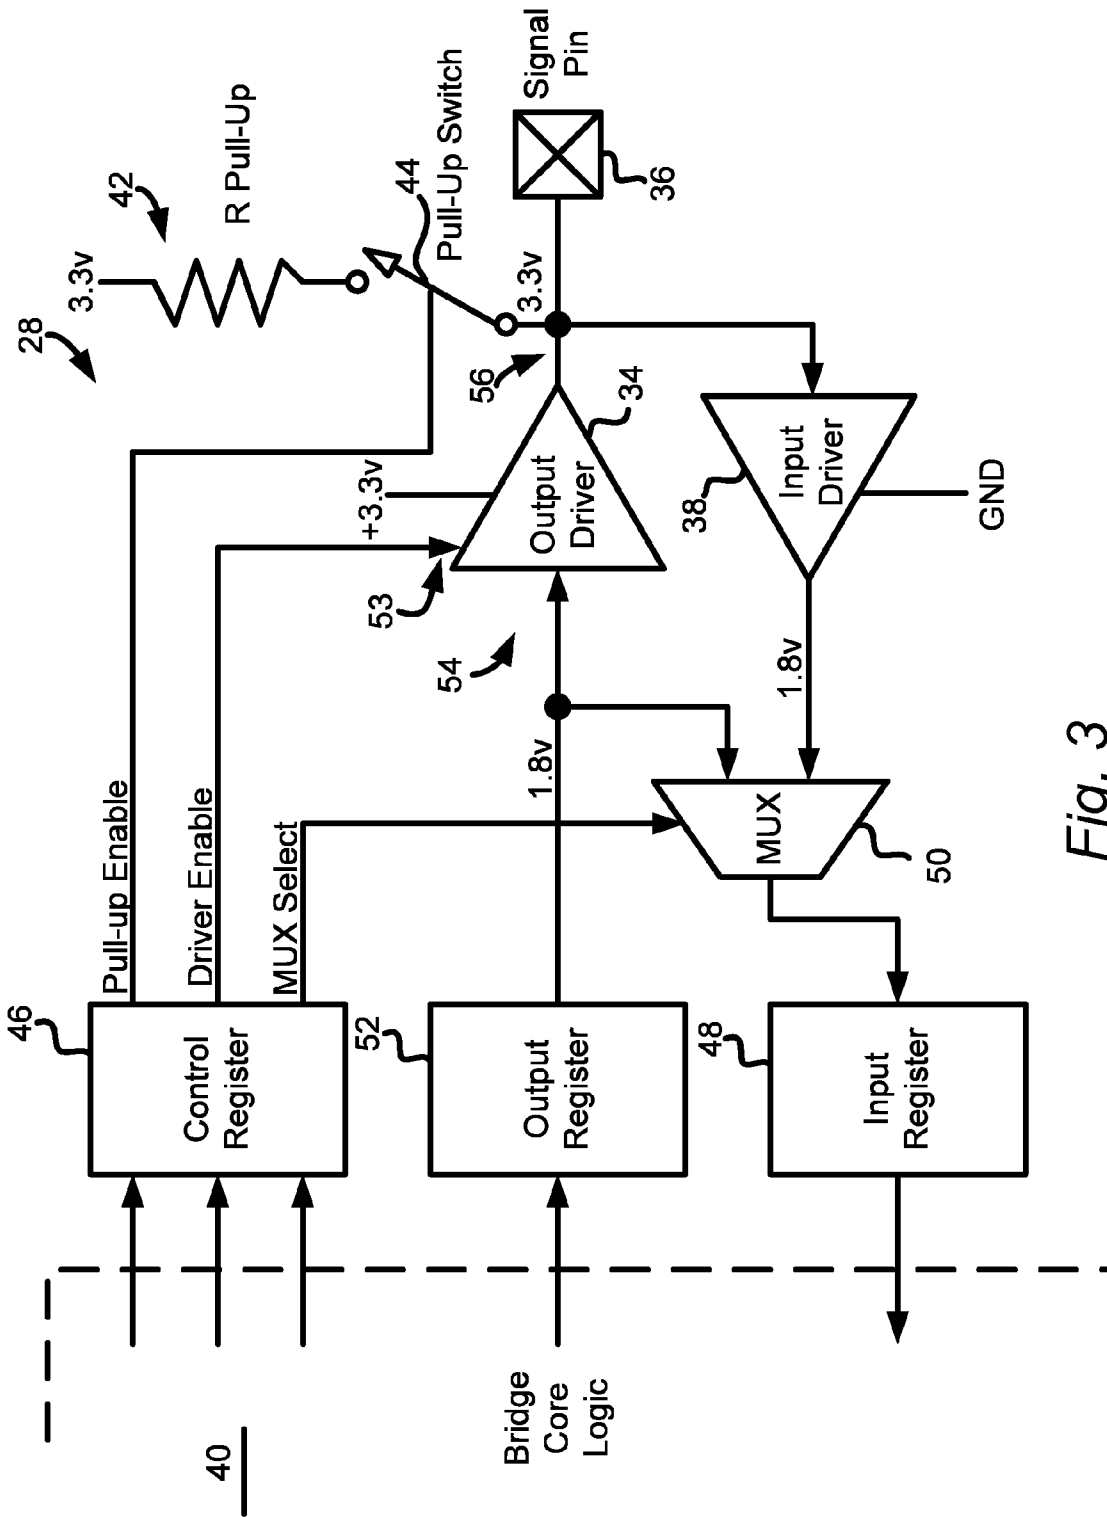 28
3.3v
42
R Pull-Up
44
Pull-Up Switch
46
Control
Register
Pull-up Enable
Driver Enable
MUX Select
+3.3v
53
54
56
3.3v
Signal
Pin
36
Output
Driver
34
52
Output
Register
1.8v
40
Bridge
Core
Logic
48
Input
Register
MUX
50
1.8v
38
Input
Driver
GND
Fig. 3